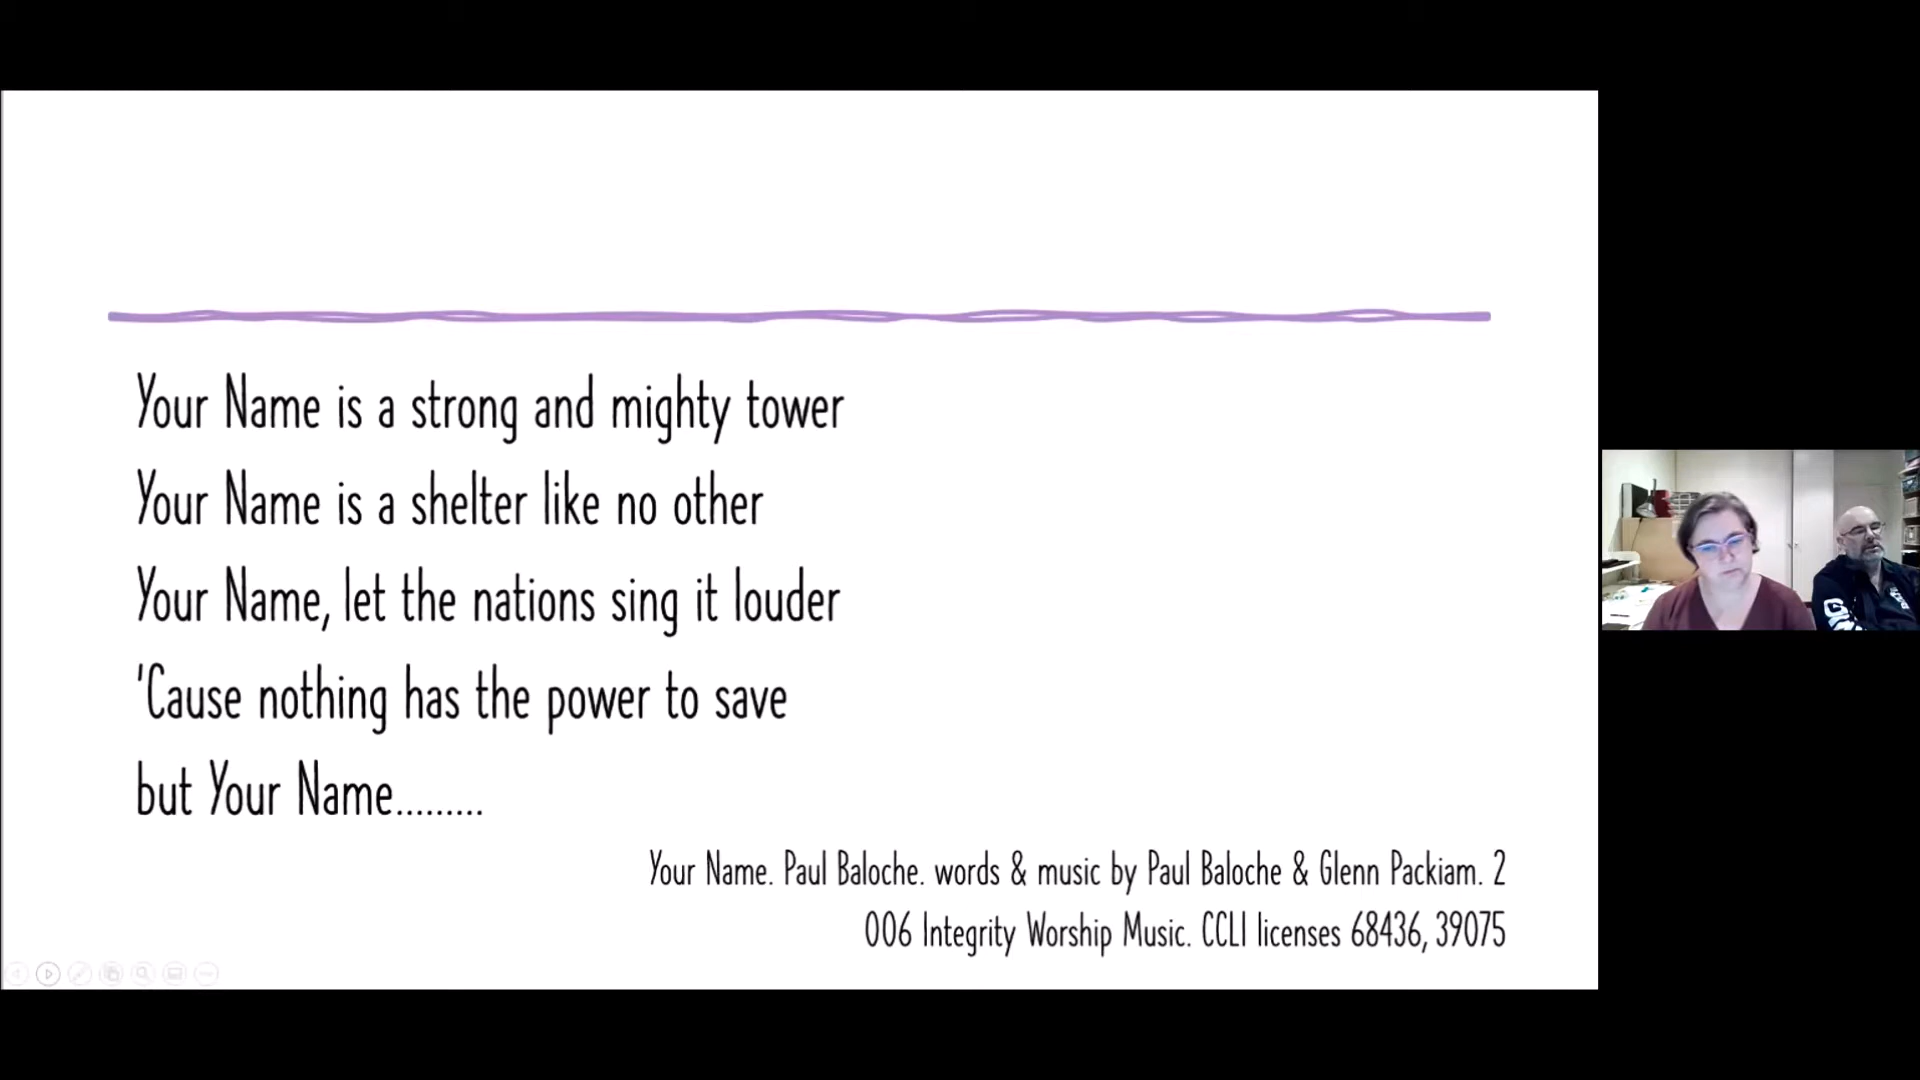 Your Name is a strong and mighty tower
Your Name is a shelter like no other
Your Name, let the nations sing it louder
'Cause nothing has the power to save
but Your Name.........
Your Name. Paul Baloche. words & music by Paul Baloche & Glenn Packiam. 2
006 Integrity Worship Music. CCLI licenses 68436, 39075